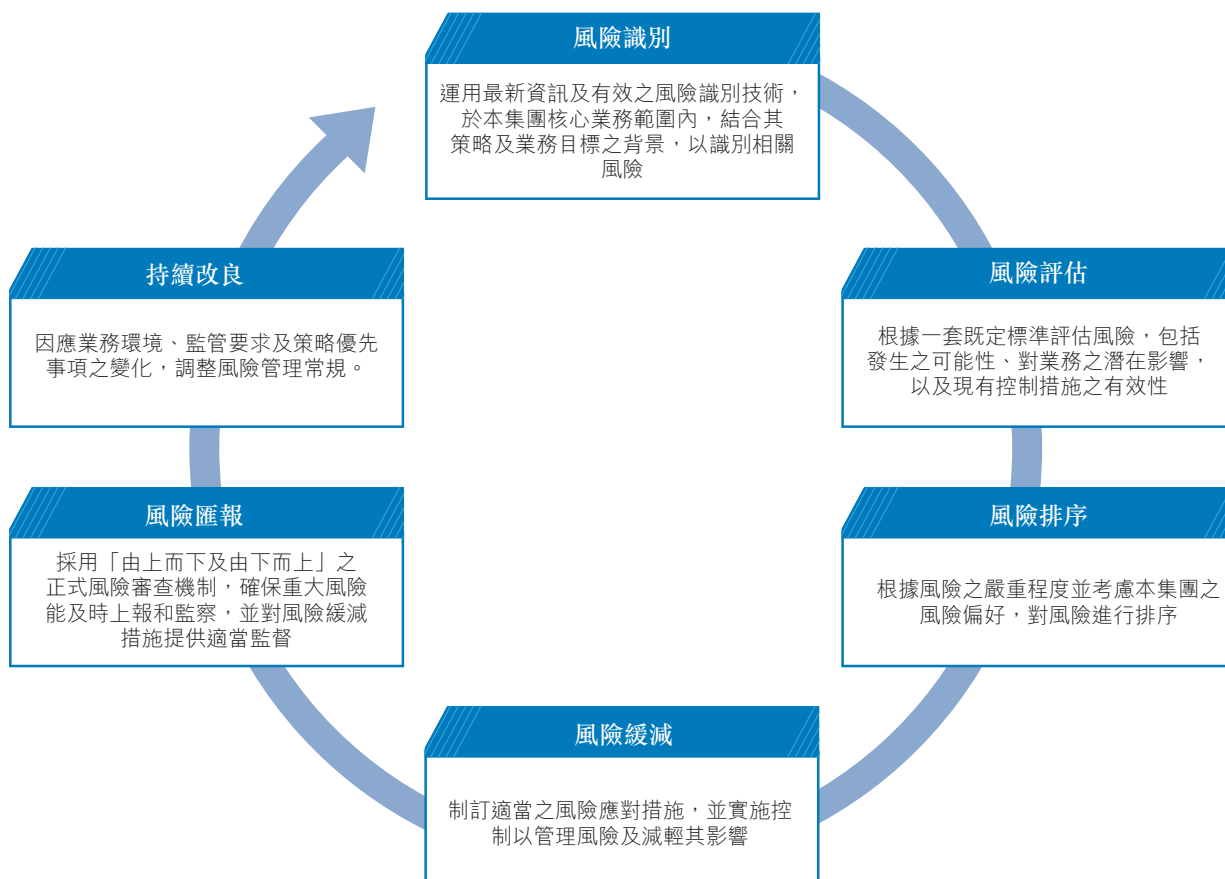 風險識別
運用最新資訊及有效之風險識別技術，
於本集團核心業務範圍內，結合其
策略及業務目標之背景，以識別相關
風險
風險評估
根據一套既定標準評估風險，包括
發生之可能性、對業務之潛在影響，
以及現有控制措施之有效性
風險排序
根據風險之嚴重程度並考慮本集團之
風險偏好，對風險進行排序
風險緩減
制訂適當之風險應對措施，並實施控
制以管理風險及減輕其影響
風險匯報
採用「由上而下及由下而上」之
正式風險審查機制，確保重大風險
能及時上報和監察，並對風險緩減
措施提供適當監督
持續改良
因應業務環境、監管要求及策略優先
事項之變化，調整風險管理常規。